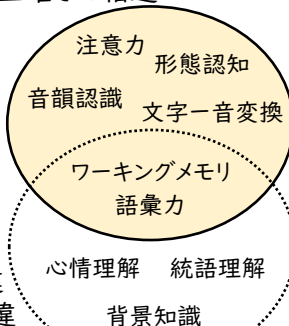 注意力
形態認知
音韻認識
文字ー音変換
ワーキングメモリ
語彙力
心情理解 統語理解
背景知識
違